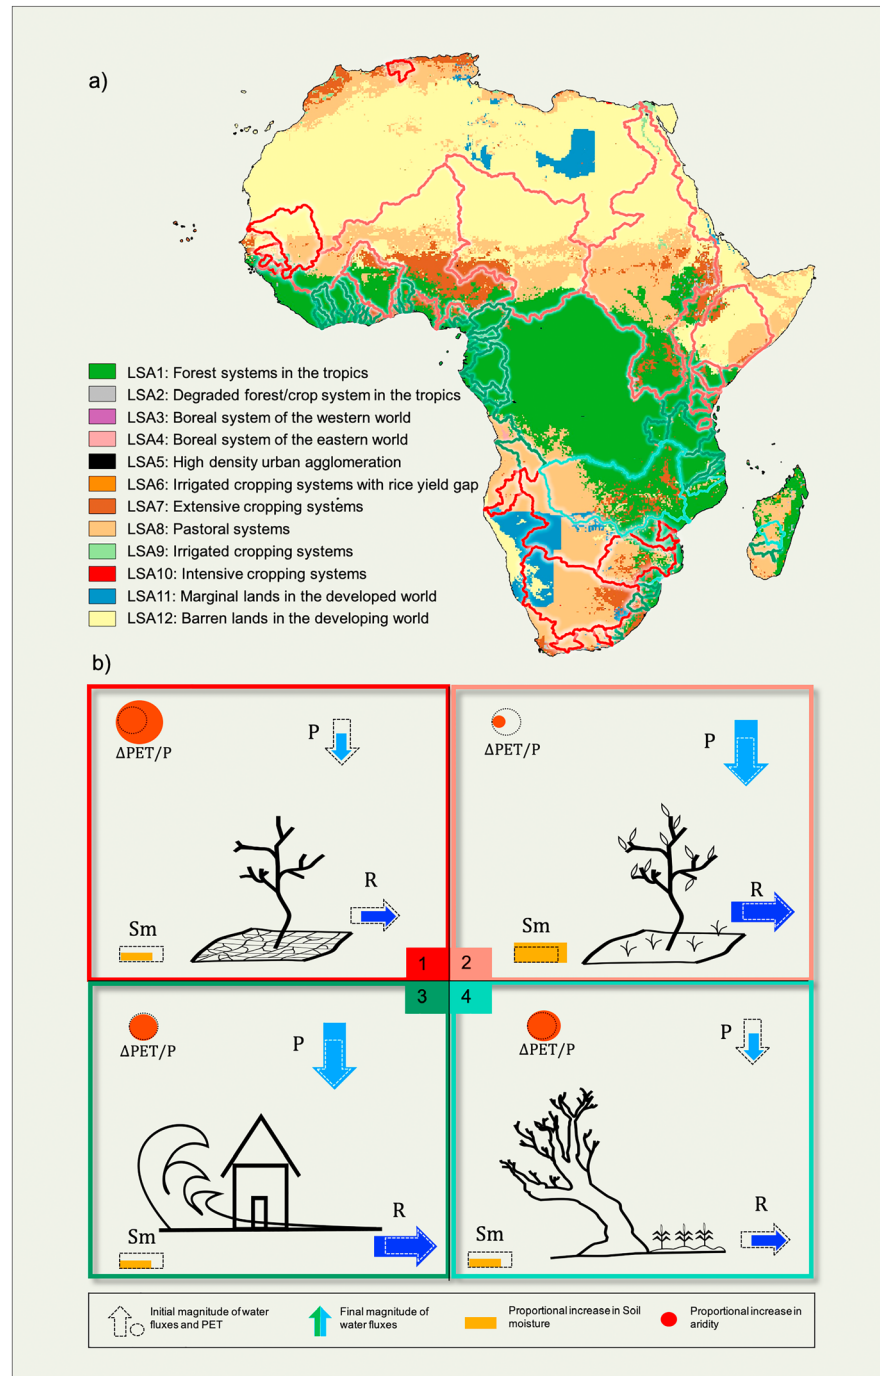 a)
LSA1: Forest systems in the tropics
LSA2: Degraded forest/crop system in the tropics
LSA3: Boreal system of the western world
LSA4: Boreal system of the eastern world
LSA5: High density urban agglomeration
LSA6: Irrigated cropping systems with rice yield gap
LSA7: Extensive cropping systems
LSA8: Pastoral systems
LSA9: Irrigated cropping systems
LSA10: Intensive cropping systems
LSA11: Marginal lands in the developed world
LSA12: Barren lands in the developing world
b)
ΔPET/P
P
R
Sm
1
ΔPET/P
P
R
Sm
2
3
ΔPET/P
P
R
Sm
4
ΔPET/P
P
R
Sm
Initial magnitude of water
fluxes and PET
Final magnitude of
water fluxes
Proportional increase in Soil
moisture
Proportional increase in
aridity